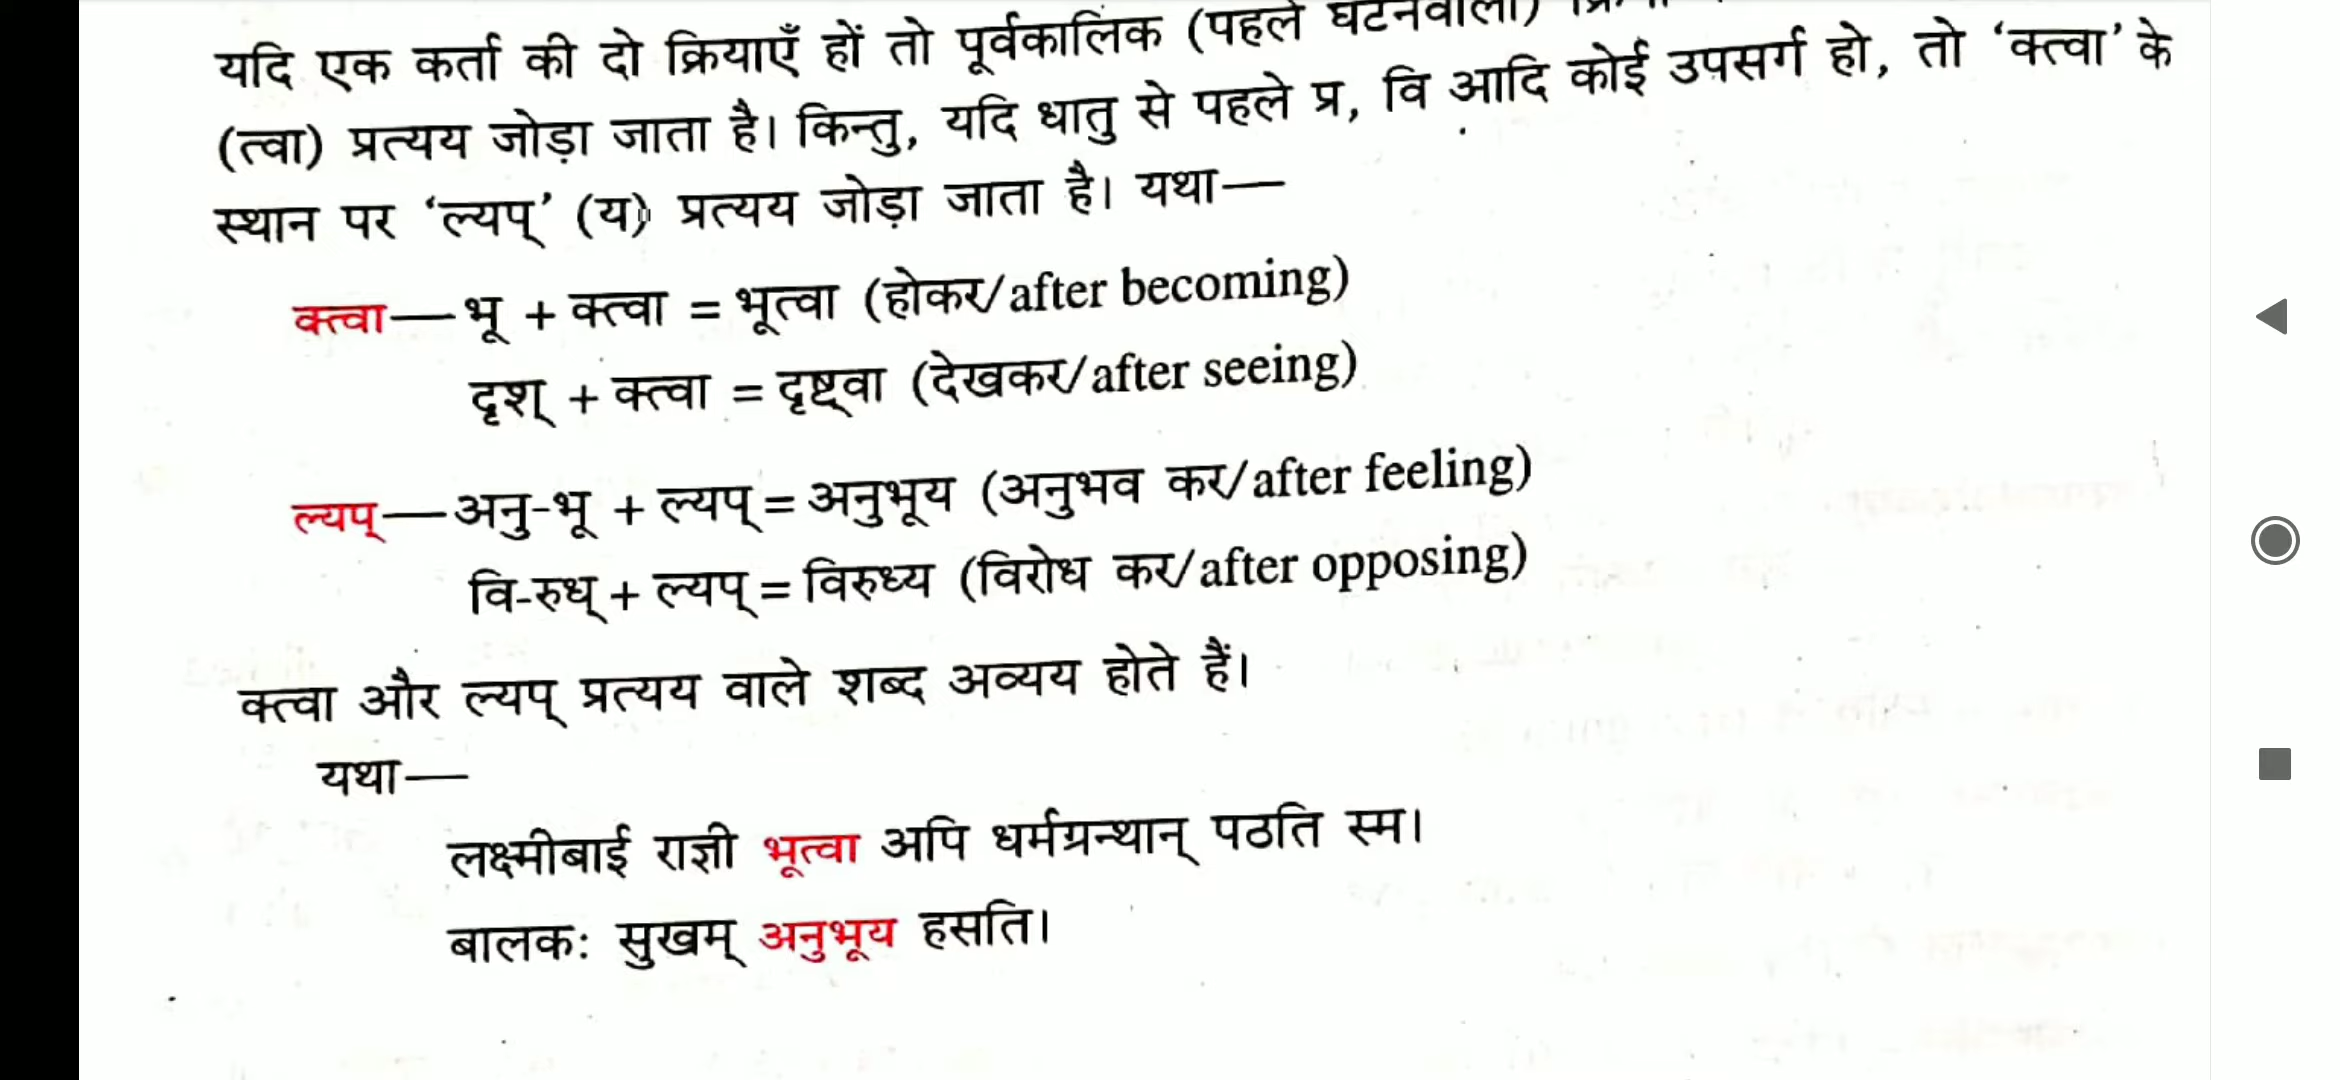 यदि एक कर्ता की दो क्रियाएँ हों तो पूर्वकालिक (पहले घटनेवाली)
(त्वा) प्रत्यय जोड़ा जाता है। किन्तु, यदि धातु से पहले प्र, वि आदि कोई उपसर्ग हो, तो ‘क्त्वा’ के
स्थान पर ‘ल्यप्’ (य) प्रत्यय जोड़ा जाता है। यथा—
क्त्वा—भू + क्त्वा = भूत्वा (होकर/after becoming)
दृश् + क्त्वा = दृष्ट्वा (देखकर/after seeing)
ल्यप्—अनु-भू + ल्यप् = अनुभूय (अनुभव कर/after feeling)
वि-रुध् + ल्यप् = विरुध्य (विरोध कर/after opposing)
क्त्वा और ल्यप् प्रत्यय वाले शब्द अव्यय होते हैं।
यथा—
लक्ष्मीबाई राज्ञी भूत्वा अपि धर्मग्रन्थान् पठति स्म।
बालकः सुखम् अनुभूय हसति।